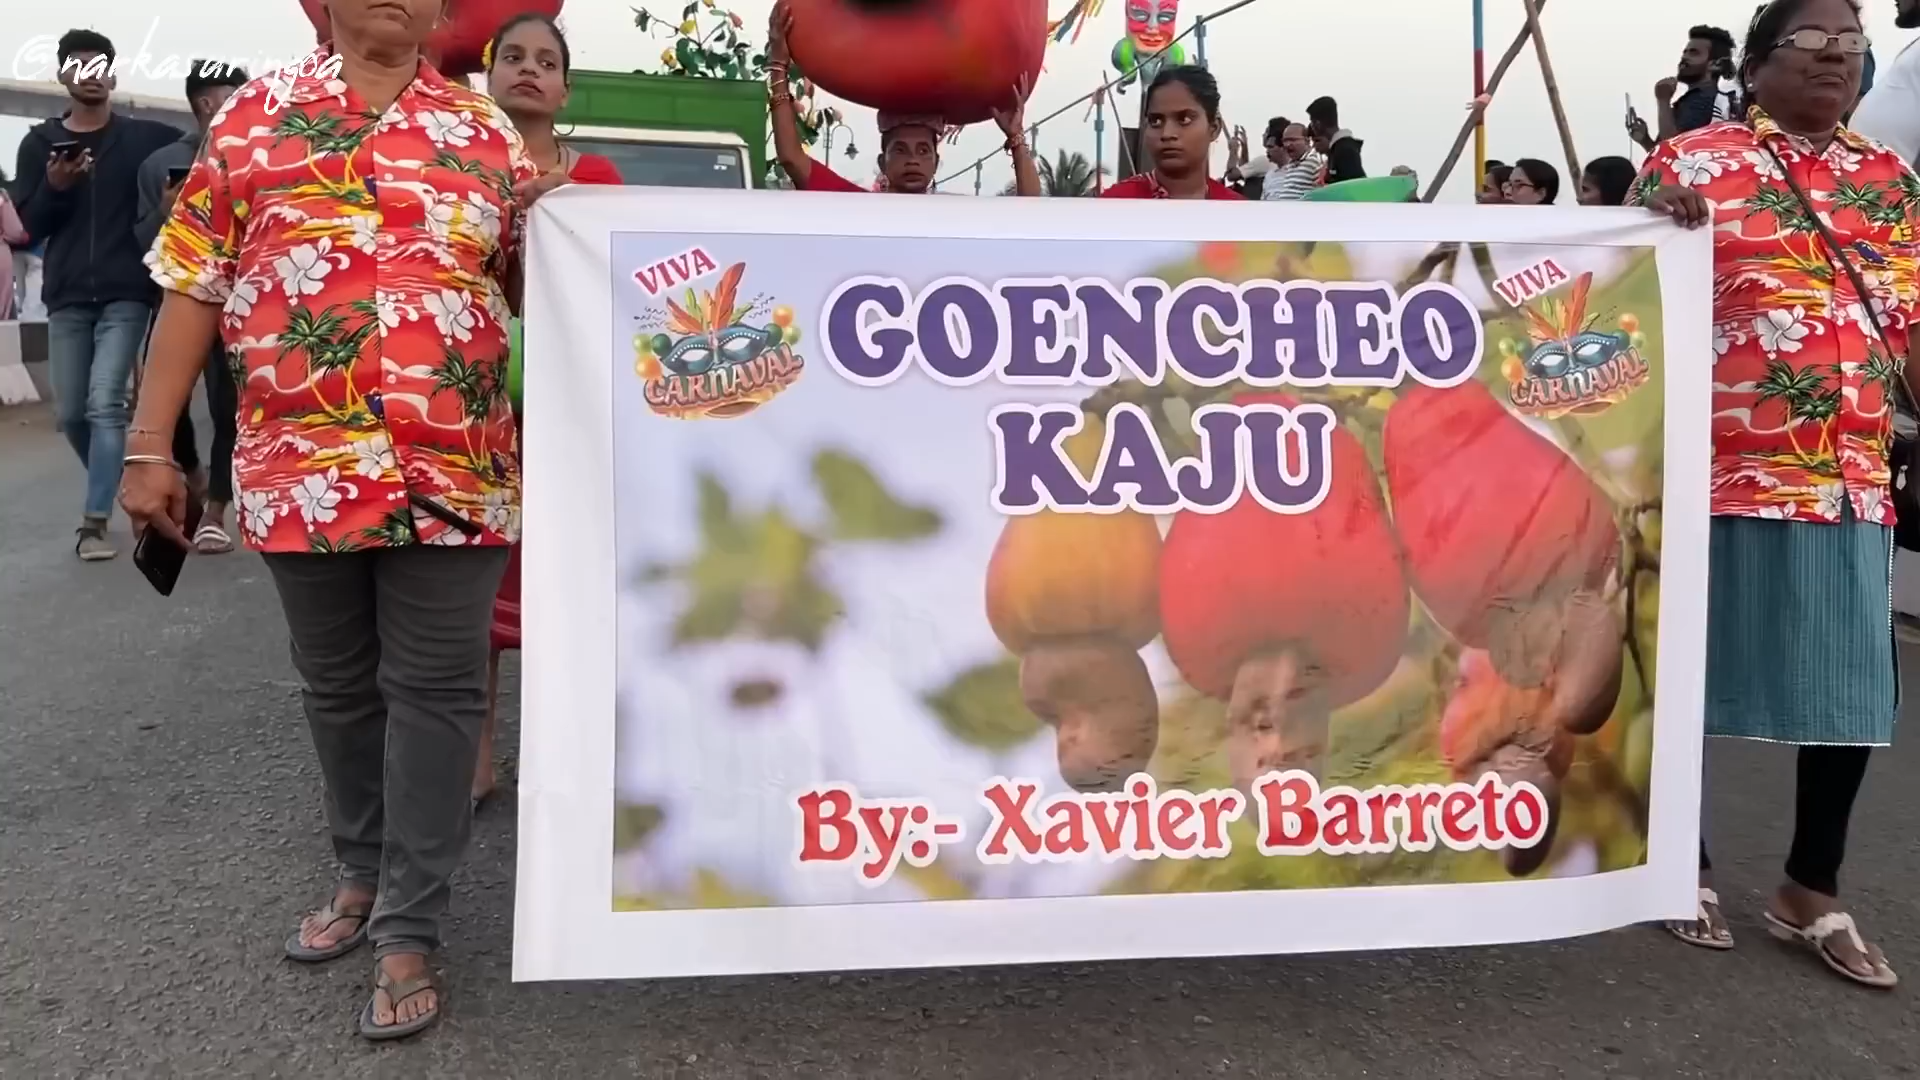 @narkasuringoa
VIVA
CARNAVAL
GOENCHEO
KAJU
VIVA
CARNAVAL
By:- Xavier Barreto